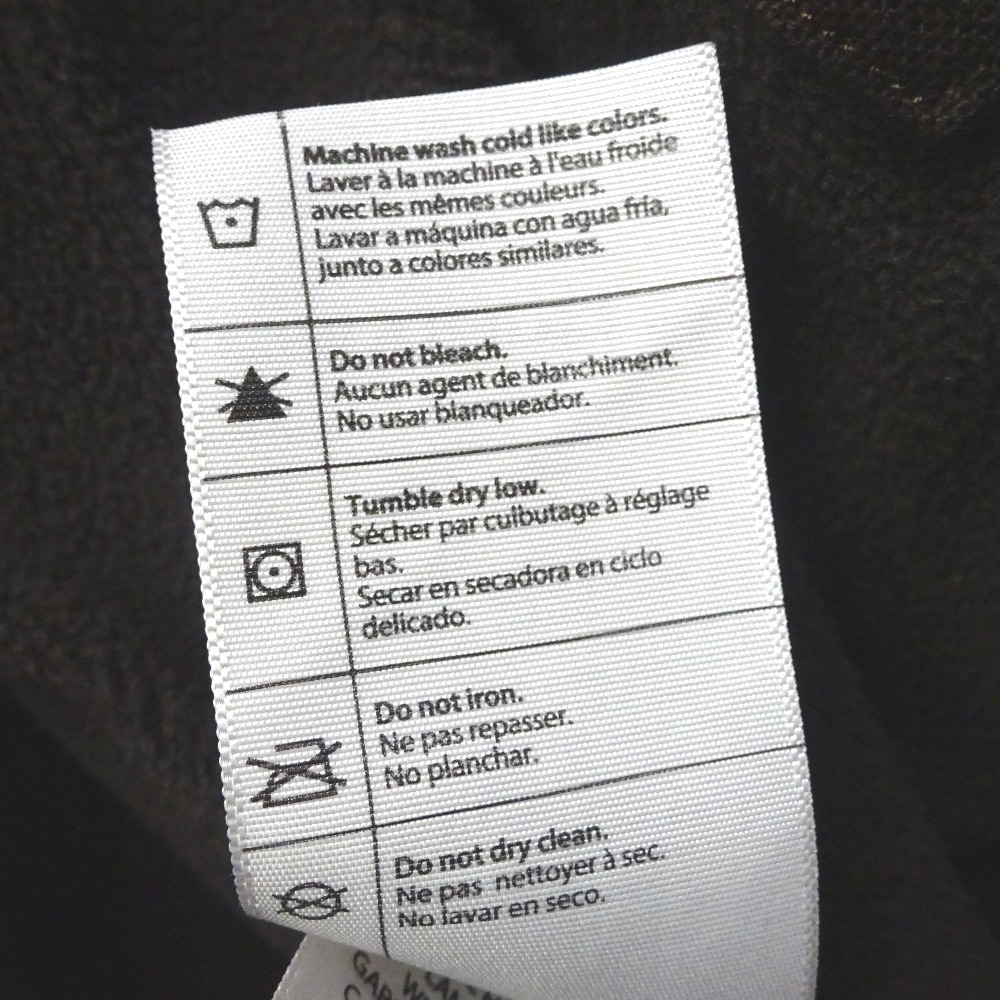 Machine wash cold like colors.
Laver à la machine à l'eau froide
avec les mêmes couleurs.
Lavar a máquina con agua fría,
junto a colores similares.
Do not bleach.
Aucun agent de blanchiment.
No usar blanqueador.
Tumble dry low.
Sécher par culbutage à réglage
bas.
Secar en secadora en ciclo
delicado.
Do not iron.
Ne pas repasser.
No planchar.
Do not dry clean.
Ne pas nettoyer à sec.
No lavar en seco.